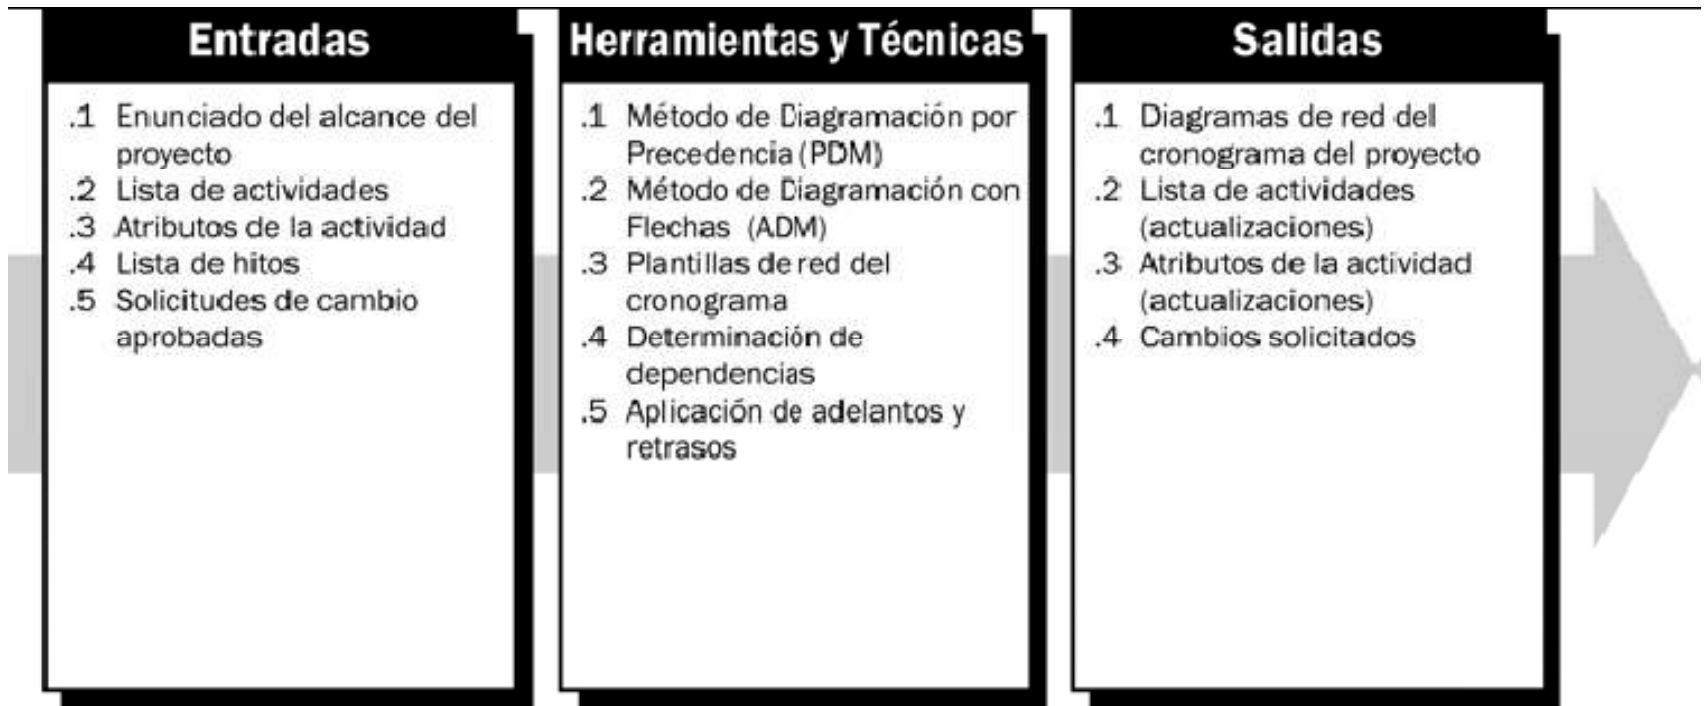 Entradas
.1 Enunciado del alcance del
proyecto
.2 Lista de actividades
.3 Atributos de la actividad
.4 Lista de hitos
.5 Solicitudes de cambio
aprobadas
Herramientas y Técnicas
.1 Método de Diagramación por
Precedencia (PDM)
.2 Método de Diagramación con
Flechas (ADM)
.3 Plantillas de red del
cronograma
.4 Determinación de
dependencias
.5 Aplicación de adelantos y
retrasos
Salidas
.1 Diagramas de red del
cronograma del proyecto
.2 Lista de actividades
(actualizaciones)
.3 Atributos de la actividad
(actualizaciones)
.4 Cambios solicitados